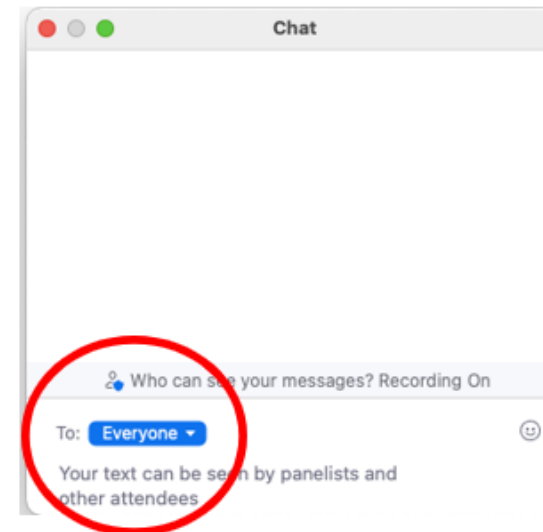 Chat
Who can see your messages? Recording On
To: Everyone
Your text can be seen by panelists and
other attendees